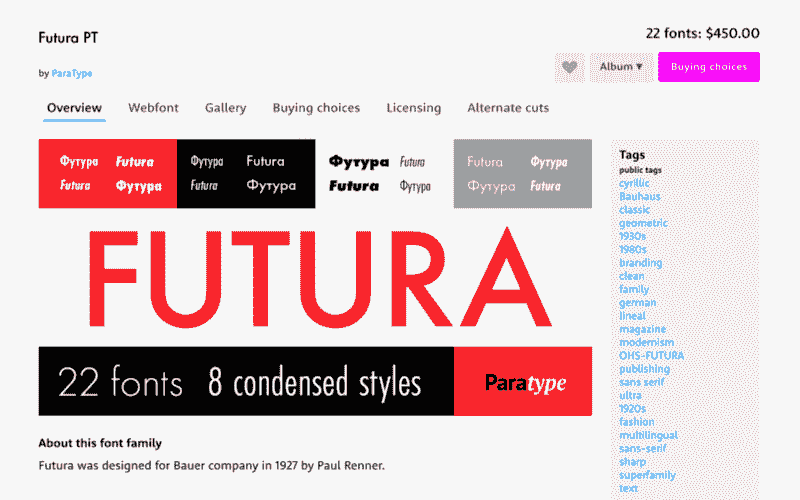 Futura PT
22 fonts: $450.00
by ParaType
Album ▾
Buying choices
Overview Webfont Gallery Buying choices Licensing Alternate cuts
Футура Futura Футура Futura Футура Futura Futura Футура
Futura Футура Futura Футура Futura Футура Футура Futura
FUTURA
22 fonts 8 condensed styles
Paratype
About this font family
Futura was designed for Bauer company in 1927 by Paul Renner.
Tags
public tags
cyrillic
Bauhaus
classic
geometric
1930s
1980s
branding
clean
family
german
lineal
magazine
modernism
OHS-FUTURA
publishing
sans serif
ultra
1920s
fashion
multilingual
sans-serif
sharp
superfamily
text